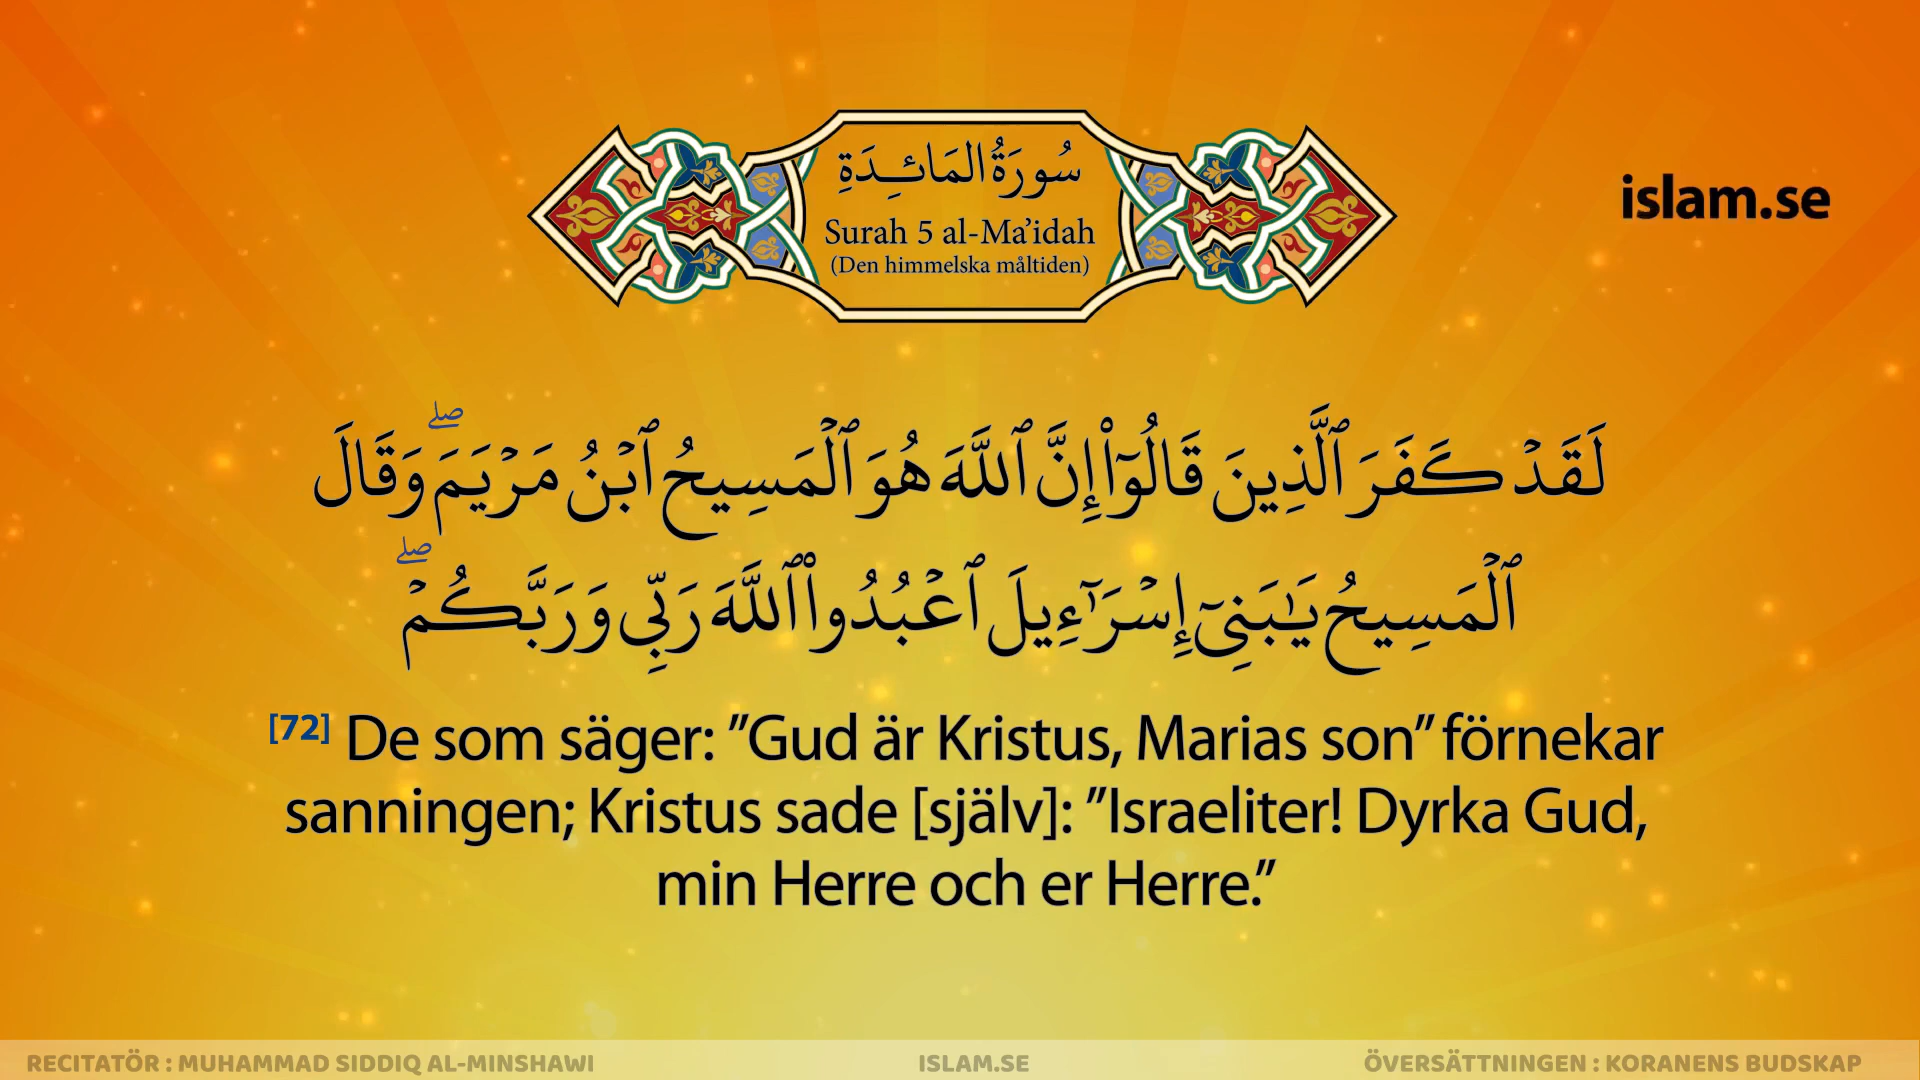 سُورَةُ المَائِدَةِ
Surah 5 al-Ma’idah
(Den himmelska måltiden)
islam.se
لَقَدۡ كَفَرَ ٱلَّذِينَ قَالُوٓاْ إِنَّ ٱللَّهَ هُوَ ٱلۡمَسِيحُ ٱبۡنُ مَرۡيَمَۖ وَقَالَ
ٱلۡمَسِيحُ يَٰبَنِيٓ إِسۡرَٰٓءِيلَ ٱعۡبُدُواْ ٱللَّهَ رَبِّي وَرَبَّكُمۡۖ
[72] De som säger: ”Gud är Kristus, Marias son” förnekar
sanningen; Kristus sade [själv]: ”Israeliter! Dyrka Gud,
min Herre och er Herre.”
RECITATÖR : MUHAMMAD SIDDIQ AL-MINSHAWI
ISLAM.SE
ÖVERSÄTTNINGEN : KORANENS BUDSKAP